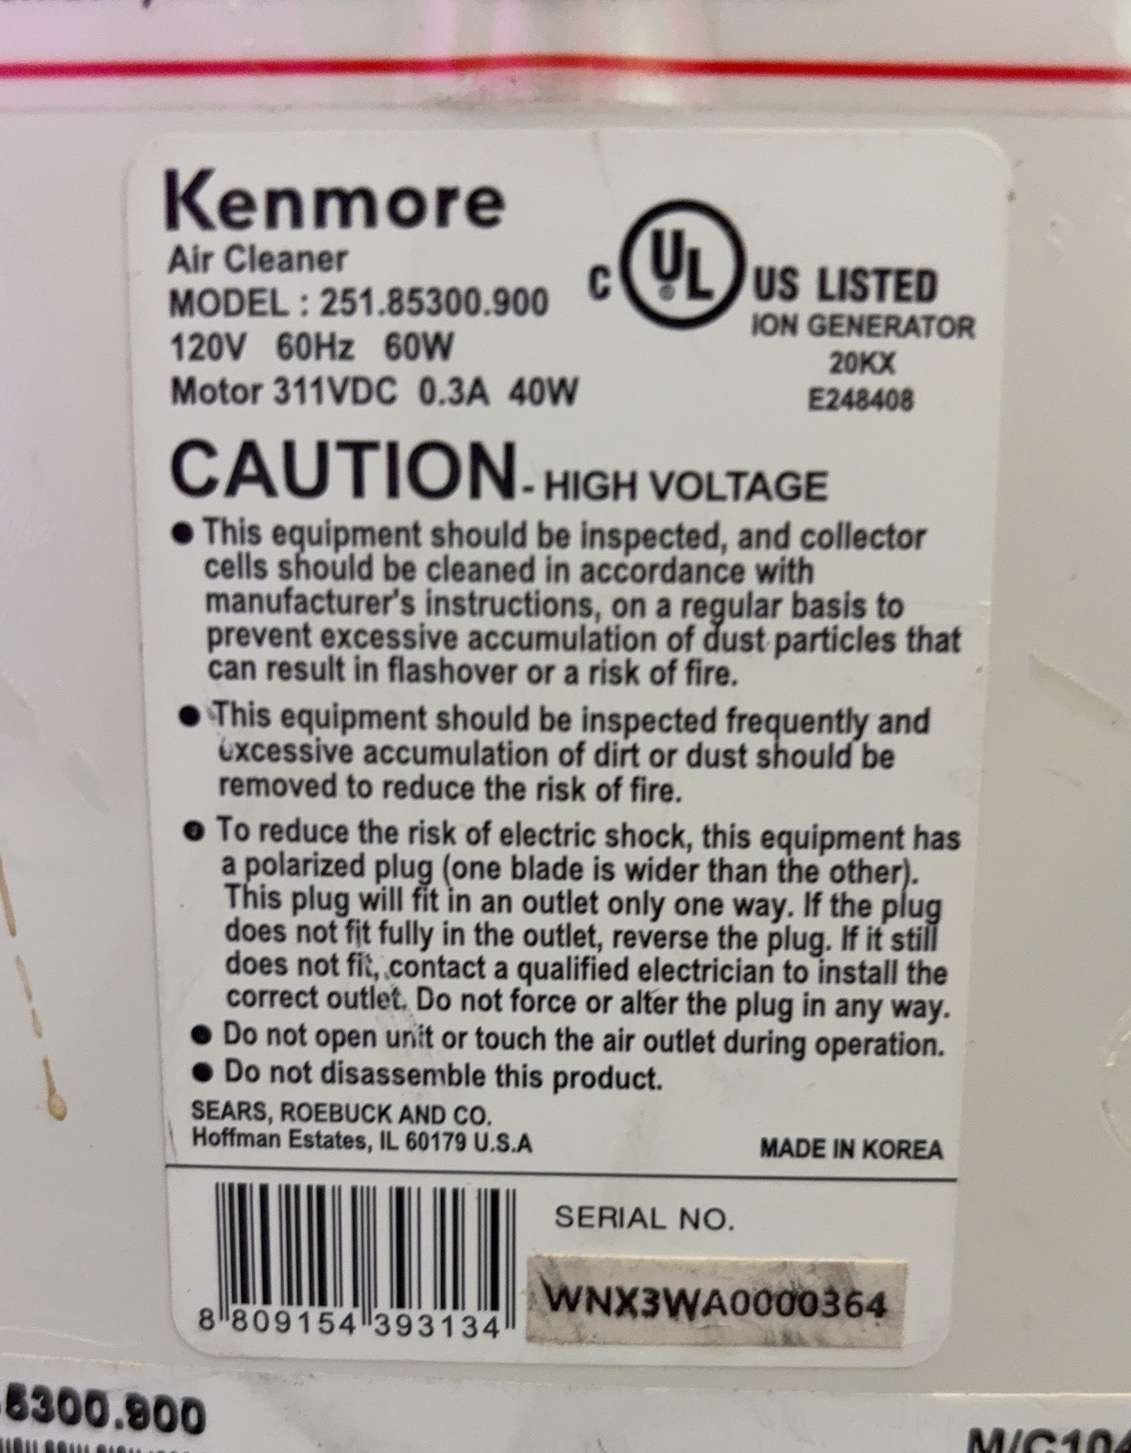 Kenmore
Air Cleaner
MODEL : 251.85300.900
120V 60Hz 60W
Motor 311VDC 0.3A 40W
C UL ® US LISTED
ION GENERATOR
20KX
E248408
CAUTION - HIGH VOLTAGE
● This equipment should be inspected, and collector
cells should be cleaned in accordance with
manufacturer's instructions, on a regular basis to
prevent excessive accumulation of dust particles that
can result in flashover or a risk of fire.
● This equipment should be inspected frequently and
excessive accumulation of dirt or dust should be
removed to reduce the risk of fire.
● To reduce the risk of electric shock, this equipment has
a polarized plug (one blade is wider than the other).
This plug will fit in an outlet only one way. If the plug
does not fit fully in the outlet, reverse the plug. If it still
does not fit, contact a qualified electrician to install the
correct outlet. Do not force or alter the plug in any way.
● Do not open unit or touch the air outlet during operation.
● Do not disassemble this product.
SEARS, ROEBUCK AND CO.
Hoffman Estates, IL 60179 U.S.A
MADE IN KOREA
SERIAL NO.
WNX3WA0000364
8 809154 393134
5300.900